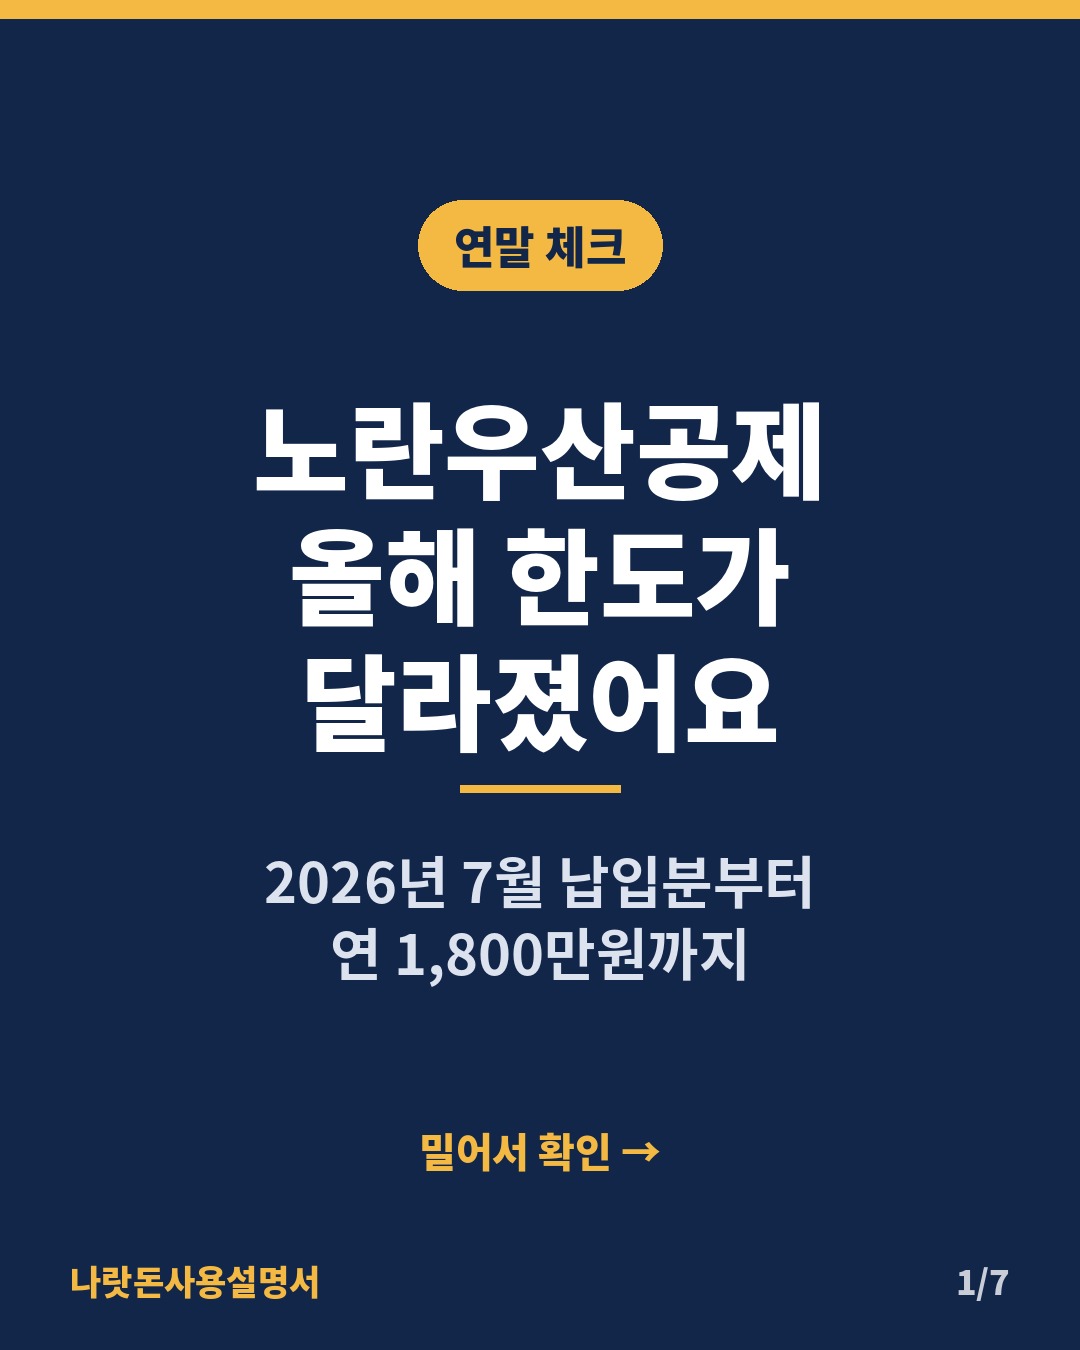 연말 체크
노란우산공제
올해 한도가
달라졌어요
2026년 7월 납입분부터
연 1,800만원까지
밀어서 확인 →
나랏돈사용설명서
1/7